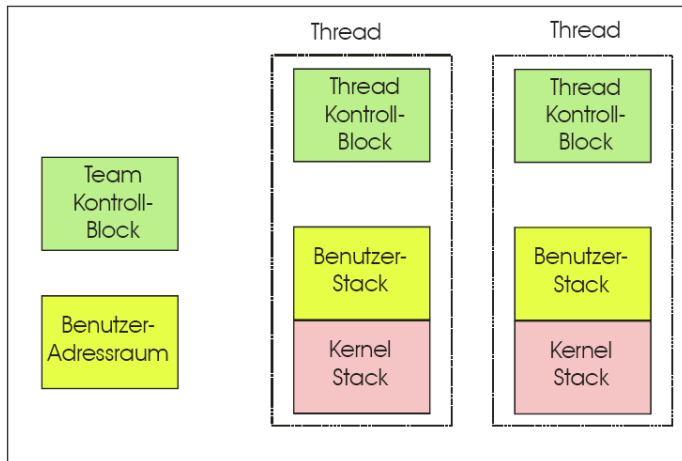 Thread
Thread
Thread
Kontroll-
Block
Thread
Kontroll-
Block
Team
Kontroll-
Block
Benutzer-
Stack
Benutzer-
Stack
Benutzer-
Adressraum
Kernel
Stack
Kernel
Stack